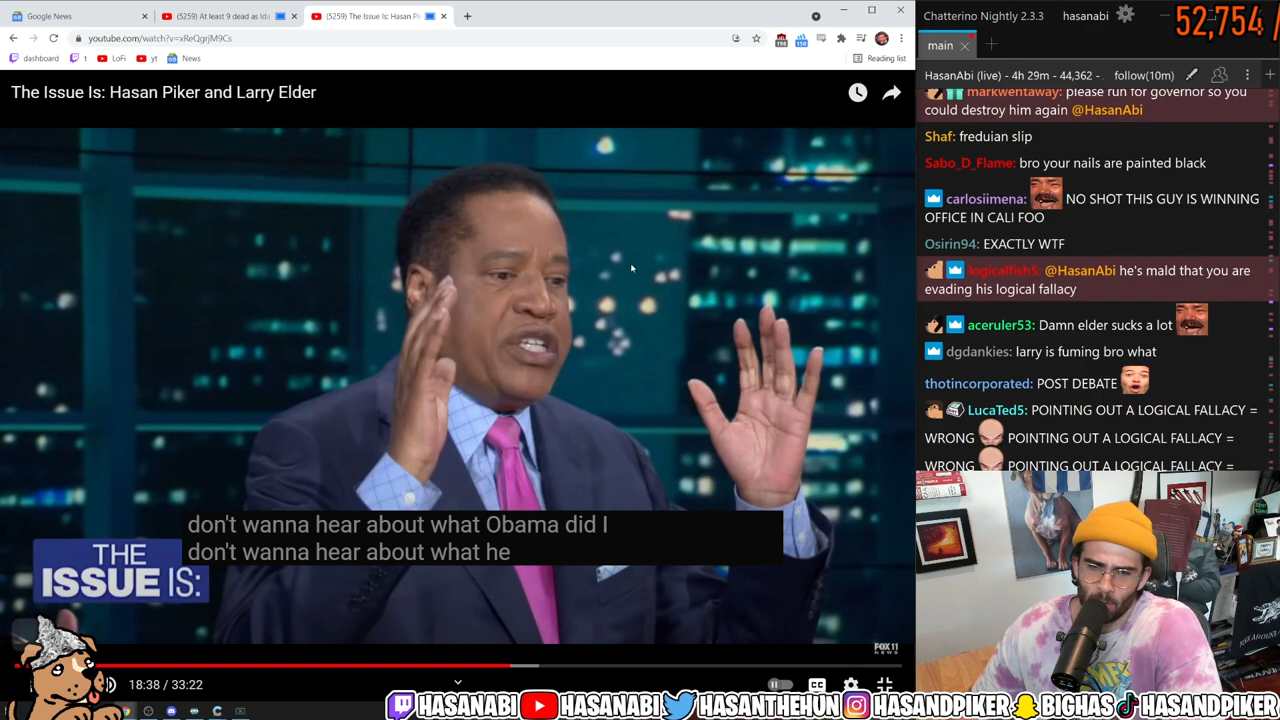 Google News
(5259) At least 9 dead as Ida
(5259) The Issue Is: Hasan Pi
youtube.com/watch?v=xReQgrjM9Cs
198
150
dashboard
t
LoFi
yt
News
Reading list
The Issue Is: Hasan Piker and Larry Elder
don't wanna hear about what Obama did I
don't wanna hear about what he
THE
ISSUE IS:
FOX 11
NEWS
18:38 / 33:22
CC
Chatterino Nightly 2.3.3
hasanabi
52,754 /
main
HasanAbi (live) - 4h 29m - 44,362 -
follow(10m)
markwentaway: please run for governor so you
could destroy him again @HasanAbi
Shaf: freduian slip
Sabo_D_Flame: bro your nails are painted black
carlosiimena: NO SHOT THIS GUY IS WINNING
OFFICE IN CALI FOO
Osirin94: EXACTLY WTF
logicalfish5: @HasanAbi he's mald that you are
evading his logical fallacy
aceruler53: Damn elder sucks a lot
dgdankies: larry is fuming bro what
thotincorporated: POST DEBATE
LucaTed5: POINTING OUT A LOGICAL FALLACY =
WRONG POINTING OUT A LOGICAL FALLACY =
WRONG POINTING OUT A LOGICAL FALLACY =
HASANABI HASANABI HASANTHEHUN HASANDPIKER BIGHAS HASANDPIKER